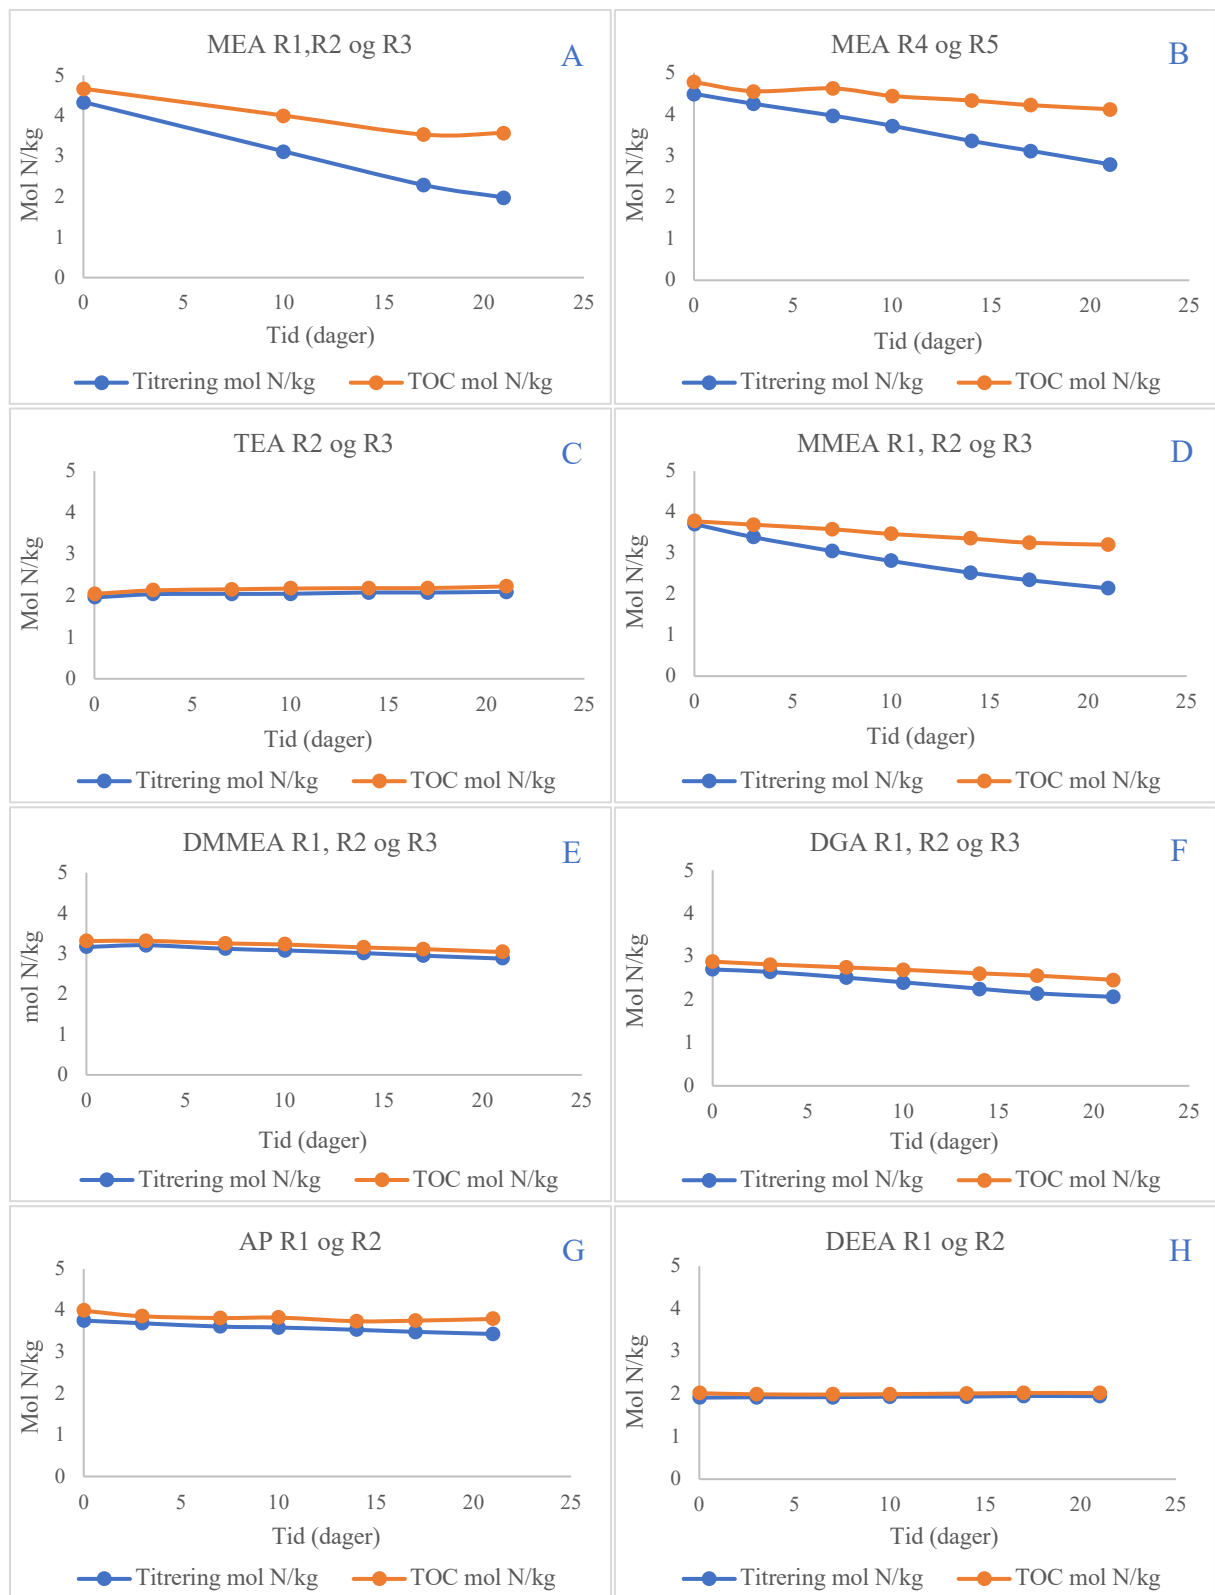 MEA R1,R2 og R3
A
5
4
3
2
1
0
Mol N/kg
0 5 10 15 20 25
Tid (dager)
Titrering mol N/kg TOC mol N/kg
MEA R4 og R5
B
5
4
3
2
1
0
Mol N/kg
0 5 10 15 20 25
Tid (dager)
Titrering mol N/kg TOC mol N/kg
TEA R2 og R3
C
5
4
3
2
1
0
Mol N/kg
0 5 10 15 20 25
Tid (dager)
Titrering mol N/kg TOC mol N/kg
MMEA R1, R2 og R3
D
5
4
3
2
1
0
Mol N/kg
0 5 10 15 20 25
Tid (dager)
Titrering mol N/kg TOC mol N/kg
DMMEA R1, R2 og R3
E
5
4
3
2
1
0
mol N/kg
0 5 10 15 20 25
Tid (dager)
Titrering mol N/kg TOC mol N/kg
DGA R1, R2 og R3
F
5
4
3
2
1
0
Mol N/kg
0 5 10 15 20 25
Tid (dager)
Titrering mol N/kg TOC mol N/kg
AP R1 og R2
G
5
4
3
2
1
0
Mol N/kg
0 5 10 15 20 25
Tid (dager)
Titrering mol N/kg TOC mol N/kg
DEEA R1 og R2
H
5
4
3
2
1
0
Mol N/kg
0 5 10 15 20 25
Tid (dager)
Titrering mol N/kg TOC mol N/kg